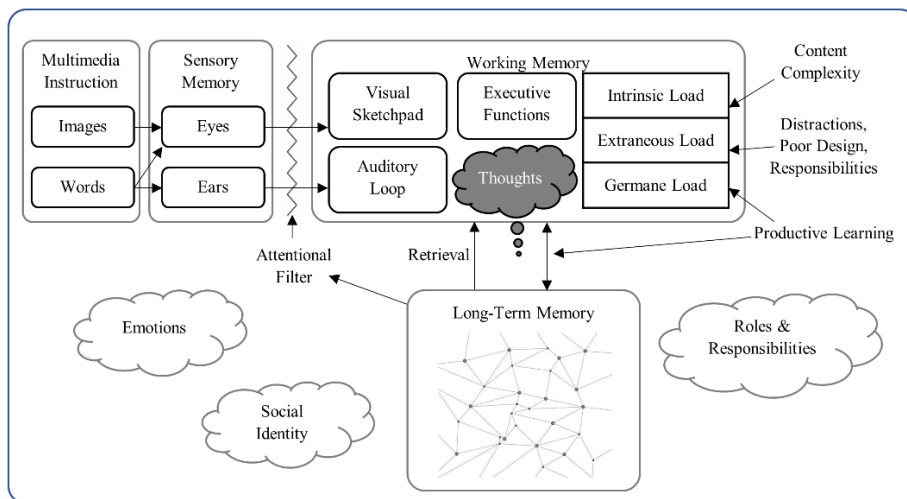 Multimedia
Instruction
Images
Words
Sensory
Memory
Eyes
Ears
Attentional
Filter
Working Memory
Visual
Sketchpad
Auditory
Loop
Executive
Functions
Thoughts
Intrinsic Load
Extraneous Load
Germane Load
Content
Complexity
Distractions,
Poor Design,
Responsibilities
Productive Learning
Retrieval
Long-Term Memory
Emotions
Social
Identity
Roles &
Responsibilities